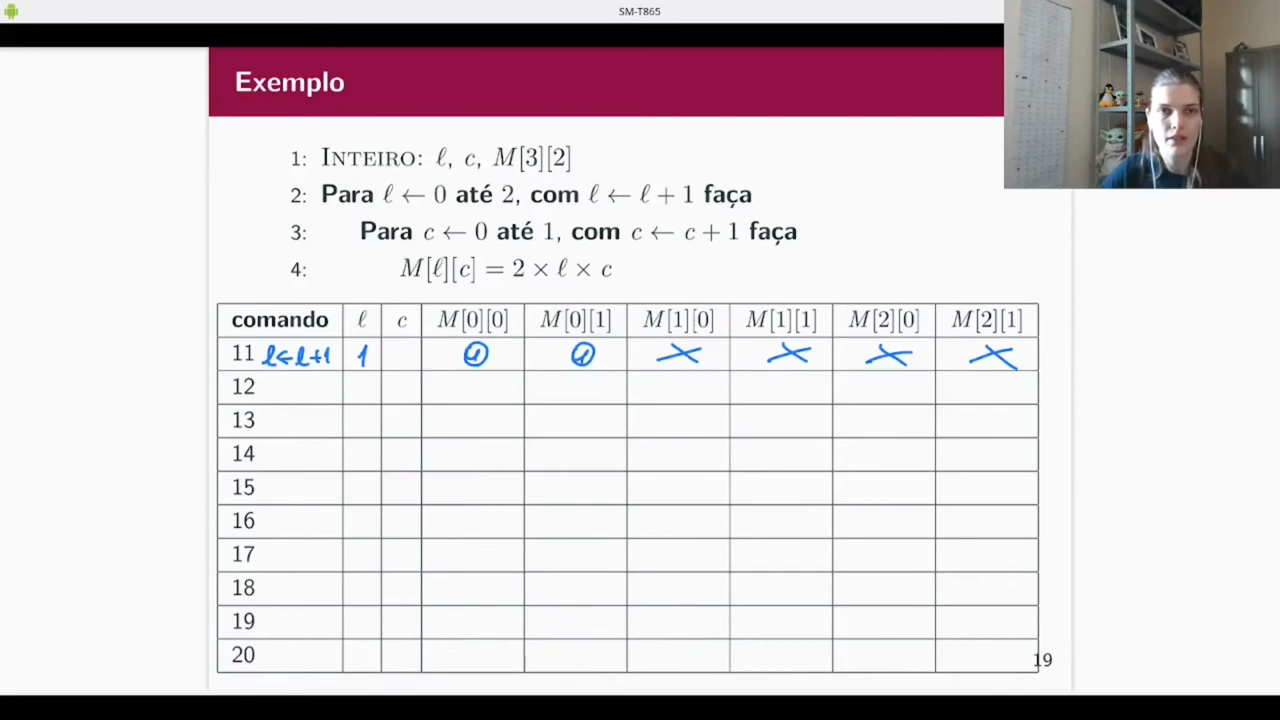 SM-T865
Exemplo
1: INTEIRO: ℓ, c, M[3][2]
2: Para ℓ ← 0 até 2, com ℓ ← ℓ + 1 faça
3: Para c ← 0 até 1, com c ← c + 1 faça
4: M[ℓ][c] = 2 × ℓ × c
comando ℓ c M[0][0] M[0][1] M[1][0] M[1][1] M[2][0] M[2][1]
11 ℓ←ℓ+1 1
12
13
14
15
16
17
18
19
20
19